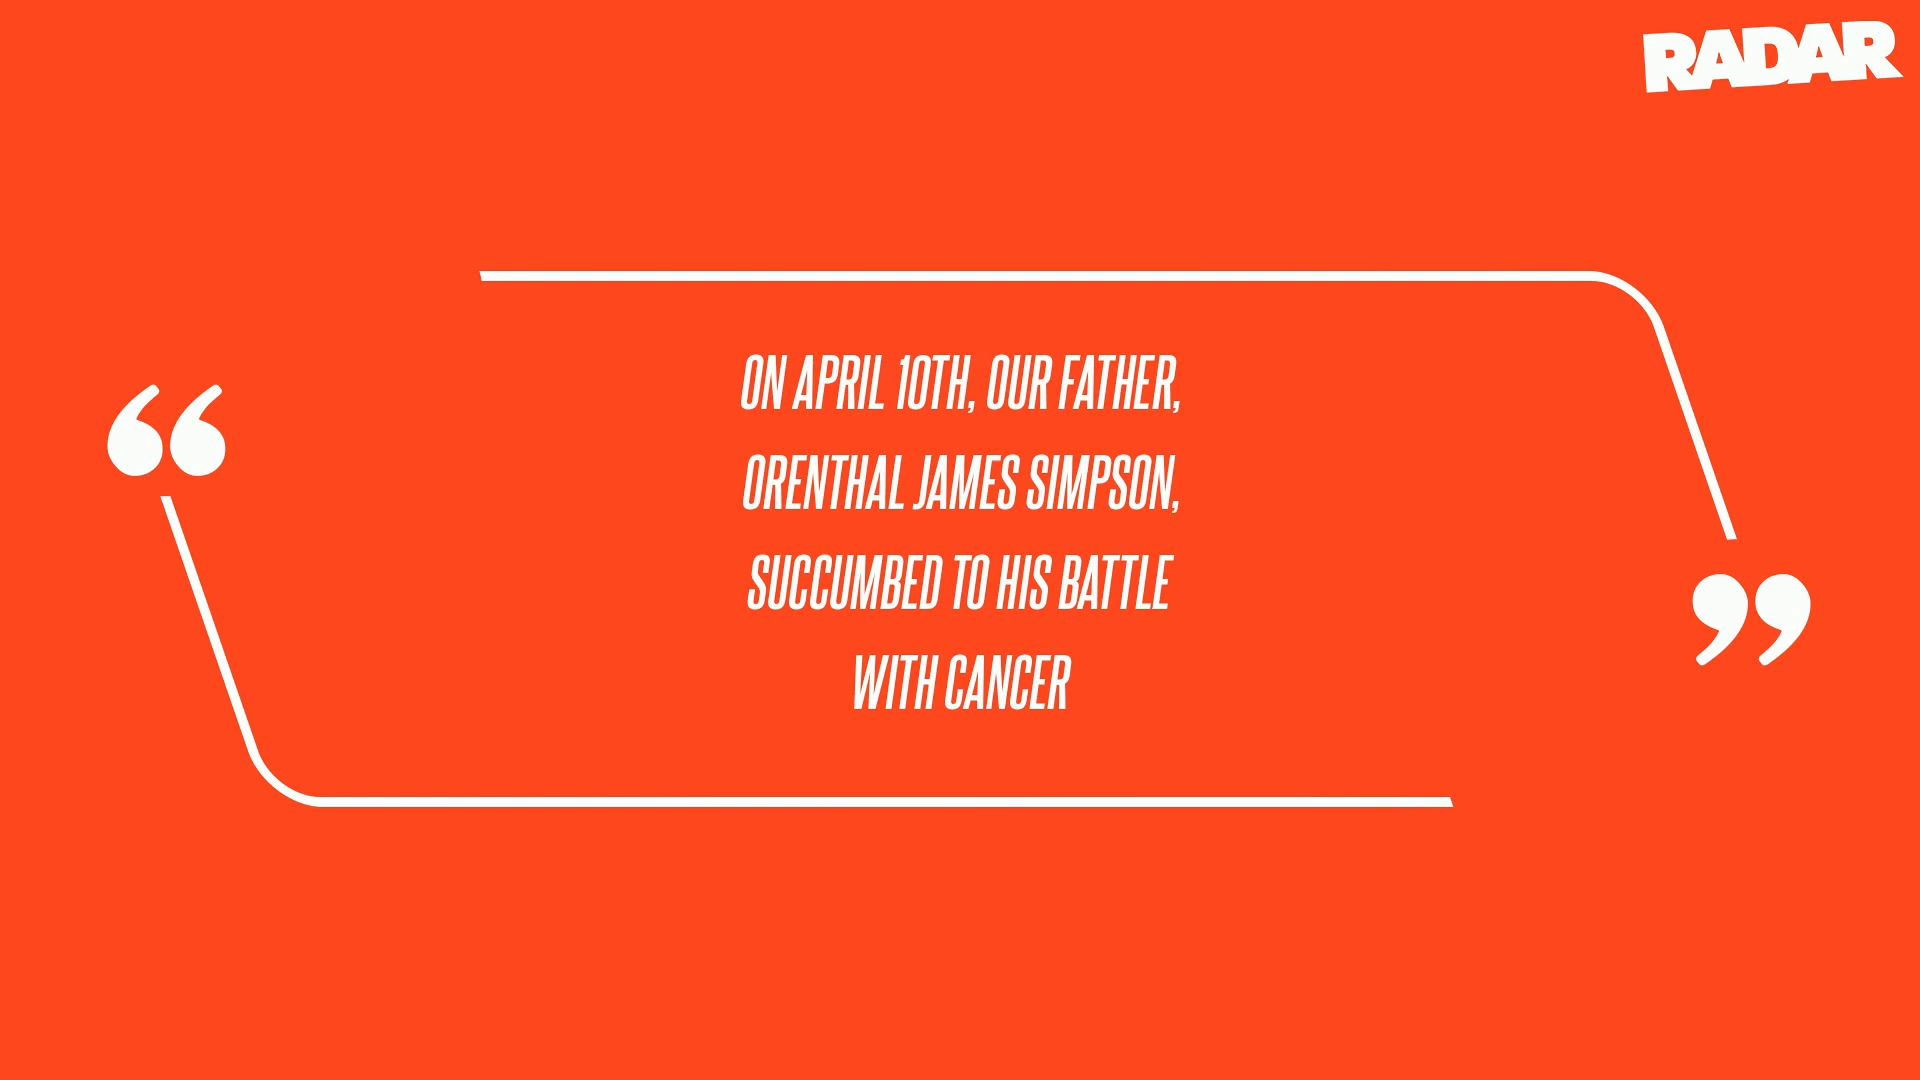 RADAR
“
ON APRIL 10TH, OUR FATHER,
ORENTHAL JAMES SIMPSON,
SUCCUMBED TO HIS BATTLE
WITH CANCER
”